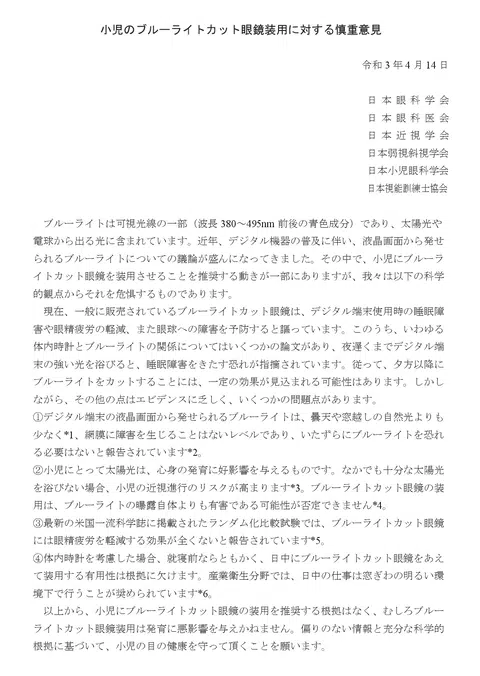 小児のブルーライトカット眼鏡装用に対する慎重意見
令和3年4月14日
日本眼科学会
日本眼科医会
日本近視学会
日本弱視斜視学会
日本小児眼科学会
日本視能訓練士協会
ブルーライトは可視光線の一部（波長 380～495nm 前後の青色成分）であり、太陽光や
電球から出る光に含まれています。近年、デジタル機器の普及に伴い、液晶画面から発せ
られるブルーライトについての議論が盛んになってきました。その中で、小児にブルーラ
イトカット眼鏡を装用させることを推奨する動きが一部にありますが、我々は以下の科学
的観点からそれを危惧するものであります。
現在、一般に販売されているブルーライトカット眼鏡は、デジタル端末使用時の睡眠障
害や眼精疲労の軽減、また眼球への障害を予防すると謳っています。このうち、いわゆる
体内時計とブルーライトの関係についてはいくつかの論文があり、夜遅くまでデジタル端
末の強い光を浴びると、睡眠障害をきたす恐れが指摘されています。従って、夕方以降に
ブルーライトをカットすることには、一定の効果が見込まれる可能性はあります。しかし
ながら、その他の点はエビデンスに乏しく、いくつかの問題点があります。
①デジタル端末の液晶画面から発せられるブルーライトは、曇天や窓越しの自然光よりも
少なく*1、網膜に障害を生じることはないレベルであり、いたずらにブルーライトを恐れ
る必要はないと報告されています*2。
②小児にとって太陽光は、心身の発育に好影響を与えるものです。なかでも十分な太陽光
を浴びない場合、小児の近視進行のリスクが高まります*3。ブルーライトカット眼鏡の装
用は、ブルーライトの曝露自体よりも有害である可能性が否定できません*4。
③最新の米国一流科学誌に掲載されたランダム化比較試験では、ブルーライトカット眼鏡
には眼精疲労を軽減する効果が全くないと報告されています*5。
④体内時計を考慮した場合、就寝前ならともかく、日中にブルーライトカット眼鏡をあえ
て装用する有用性は根拠に欠けます。産業衛生分野では、日中の仕事は窓ぎわの明るい環
境下で行うことが奨められています*6。
以上から、小児にブルーライトカット眼鏡の装用を推奨する根拠はなく、むしろブルー
ライトカット眼鏡装用は発育に悪影響を与えかねません。偏りのない情報と充分な科学的
根拠に基づいて、小児の目の健康を守って頂くことを願います。